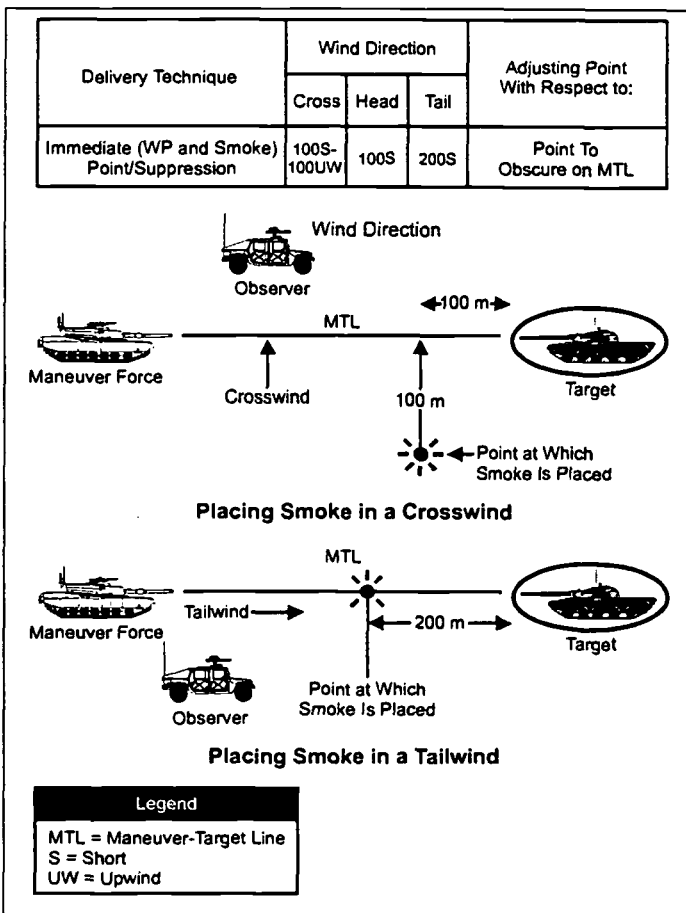 Delivery Technique
Wind Direction
Adjusting Point
With Respect to:
Cross
Head
Tail
Immediate (WP and Smoke)
Point/Suppression
100S-
100UW
100S
200S
Point To
Obscure on MTL
Wind Direction
Observer
100 m
MTL
Maneuver Force
Crosswind
100 m
Target
Point at Which
Smoke Is Placed
Placing Smoke in a Crosswind
MTL
Tailwind
200 m
Maneuver Force
Target
Point at Which
Smoke Is Placed
Observer
Placing Smoke in a Tailwind
Legend
MTL = Maneuver-Target Line
S = Short
UW = Upwind